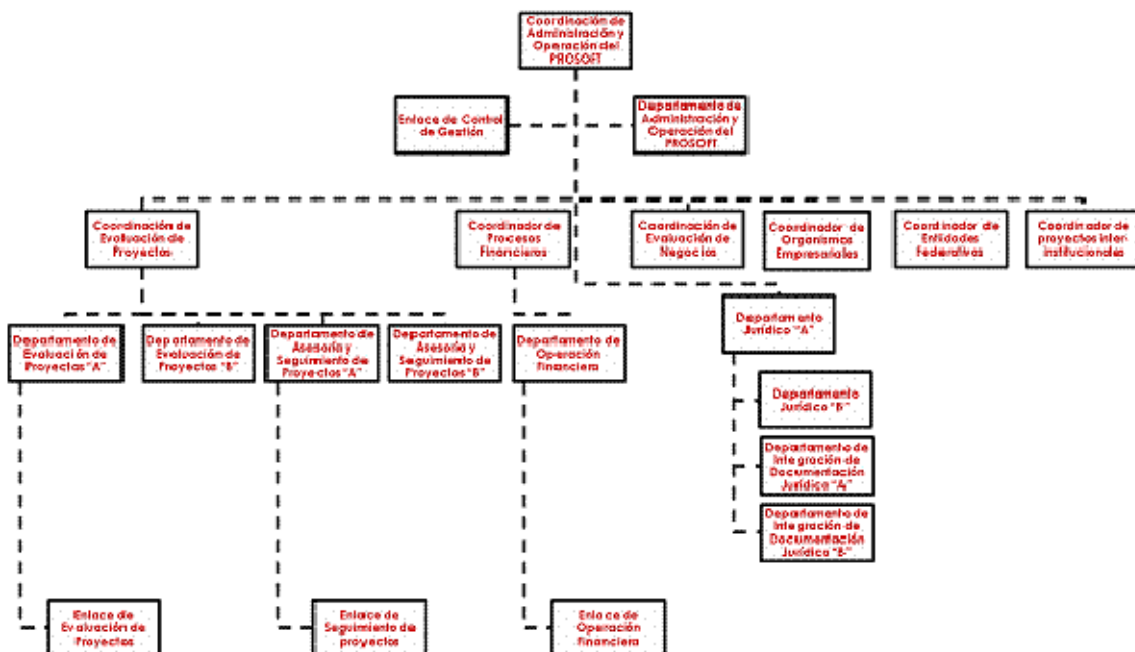 Coordinación de
Administración y
Operación del
PROSOFT
Enlace de Control
de Gestión
Departamento de
Administración y
Operación del
PROSOFT
Coordinación de
Evaluación de
Proyectos
Coordinador de
Procesos
Financieros
Coordinación de
Evaluación de
Negocios
Coordinador de
Organismos
Empresariales
Coordinador de
Entidades
Federativas
Coordinador de
proyectos inter-
institucionales
Departamento
Jurídico "A"
Departamento de
Evaluación de
Proyectos "A"
Departamento de
Evaluación de
Proyectos "B"
Departamento de
Asesoría y
Seguimiento de
Proyectos "A"
Departamento de
Asesoría y
Seguimiento de
Proyectos "B"
Departamento de
Operación
Financiera
Departamento
Jurídico "B"
Departamento de
Integración de
Documentación
Jurídica "A"
Departamento de
Integración de
Documentación
Jurídica "B"
Enlace de
Evaluación de
Proyectos
Enlace de
Seguimiento de
proyectos
Enlace de
Operación
Financiera